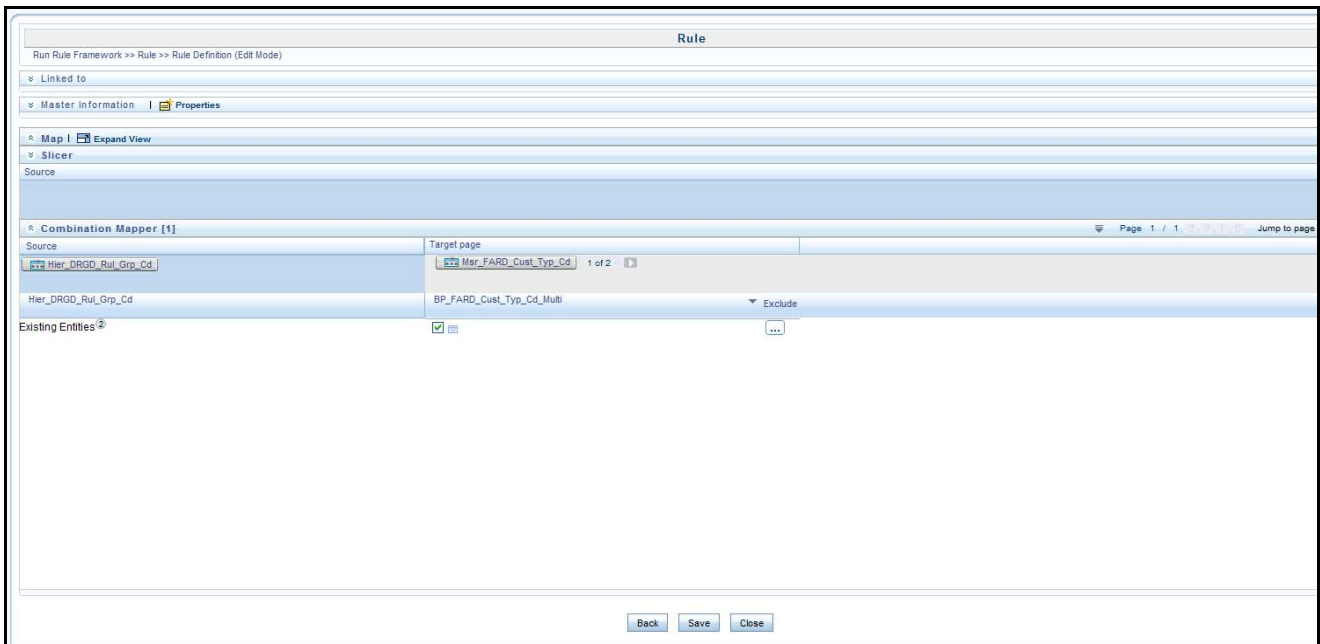 Rule
Run Rule Framework >> Rule >> Rule Definition (Edit Mode)
Linked to
Master Information | Properties
Map | Expand View
Slicer
Source
Combination Mapper [1] Page 1 / 1 Jump to page
Source Target page
Hier_DRGD_Rul_Grp_Cd Msr_FARD_Cust_Typ_Cd 1 of 2
Hier_DRGD_Rul_Grp_Cd BP_FARD_Cust_Typ_Cd_Multi Exclude
Existing Entities 2 ...
Back Save Close